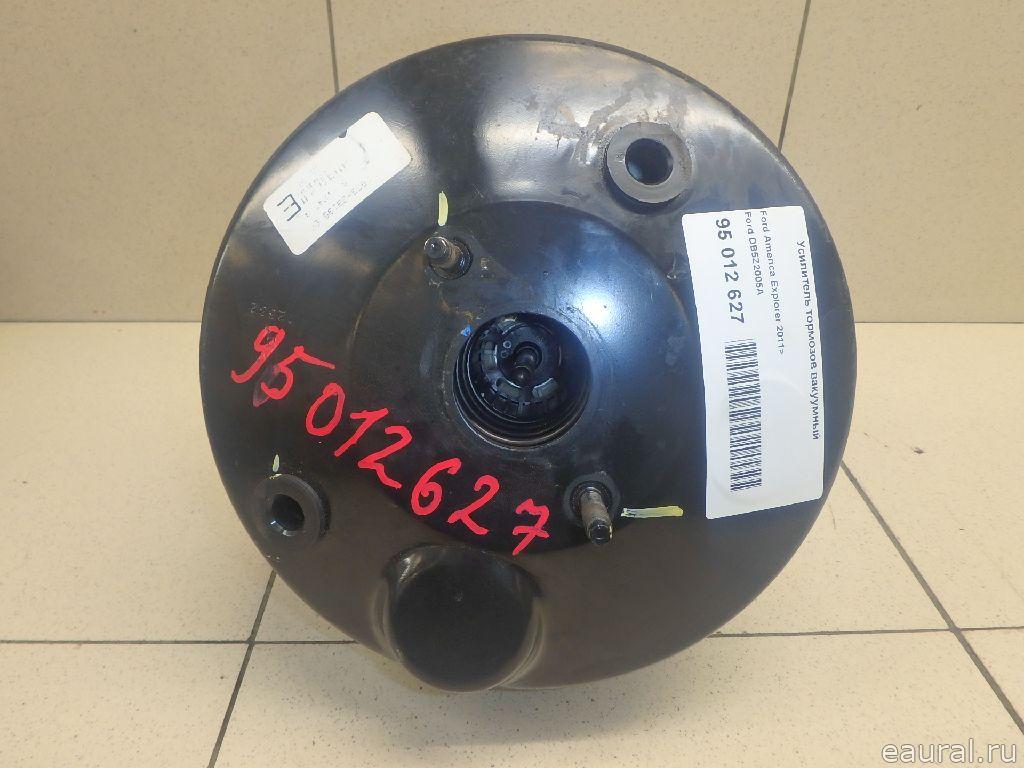 Усилитель тормозов вакуумный
Ford America Explorer 2011>
Ford DB5Z2005A
95 012 627
95 012627
E
eaural.ru